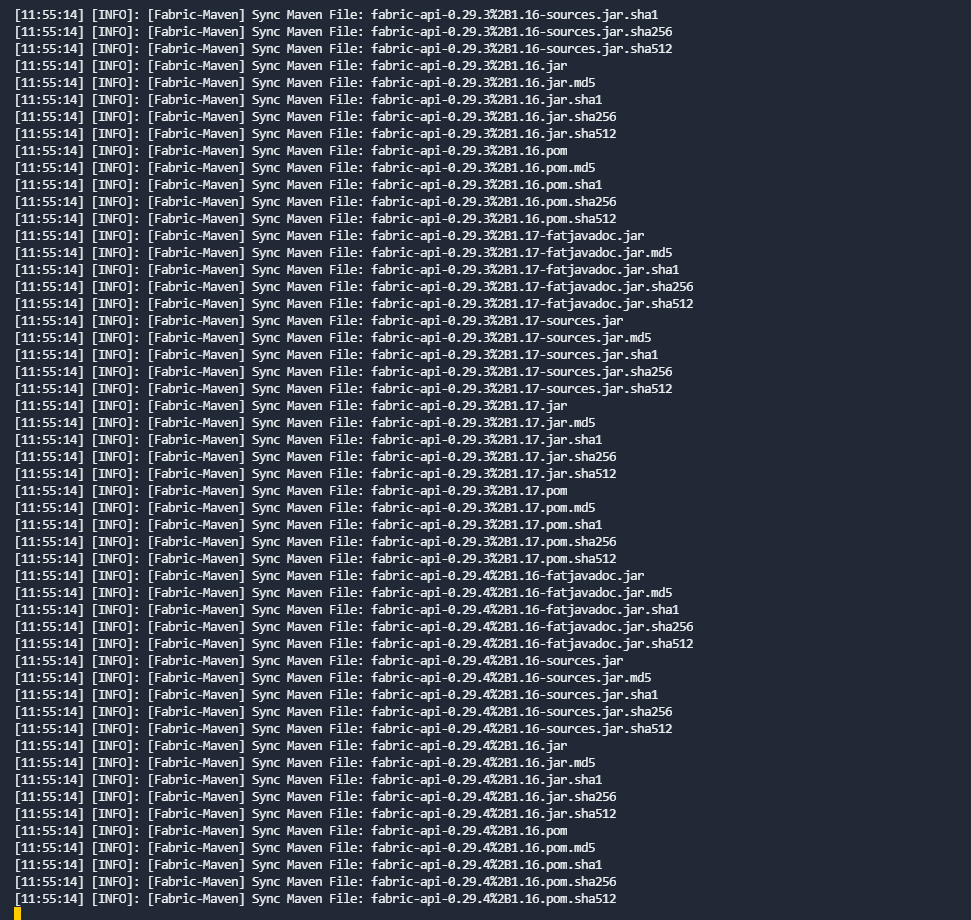 [11:55:14] [INFO]: [Fabric-Maven] Sync Maven File: fabric-api-0.29.3%2B1.16-sources.jar.sha1
[11:55:14] [INFO]: [Fabric-Maven] Sync Maven File: fabric-api-0.29.3%2B1.16-sources.jar.sha256
[11:55:14] [INFO]: [Fabric-Maven] Sync Maven File: fabric-api-0.29.3%2B1.16-sources.jar.sha512
[11:55:14] [INFO]: [Fabric-Maven] Sync Maven File: fabric-api-0.29.3%2B1.16.jar
[11:55:14] [INFO]: [Fabric-Maven] Sync Maven File: fabric-api-0.29.3%2B1.16.jar.md5
[11:55:14] [INFO]: [Fabric-Maven] Sync Maven File: fabric-api-0.29.3%2B1.16.jar.sha1
[11:55:14] [INFO]: [Fabric-Maven] Sync Maven File: fabric-api-0.29.3%2B1.16.jar.sha256
[11:55:14] [INFO]: [Fabric-Maven] Sync Maven File: fabric-api-0.29.3%2B1.16.jar.sha512
[11:55:14] [INFO]: [Fabric-Maven] Sync Maven File: fabric-api-0.29.3%2B1.16.pom
[11:55:14] [INFO]: [Fabric-Maven] Sync Maven File: fabric-api-0.29.3%2B1.16.pom.md5
[11:55:14] [INFO]: [Fabric-Maven] Sync Maven File: fabric-api-0.29.3%2B1.16.pom.sha1
[11:55:14] [INFO]: [Fabric-Maven] Sync Maven File: fabric-api-0.29.3%2B1.16.pom.sha256
[11:55:14] [INFO]: [Fabric-Maven] Sync Maven File: fabric-api-0.29.3%2B1.16.pom.sha512
[11:55:14] [INFO]: [Fabric-Maven] Sync Maven File: fabric-api-0.29.3%2B1.17-fatjavadoc.jar
[11:55:14] [INFO]: [Fabric-Maven] Sync Maven File: fabric-api-0.29.3%2B1.17-fatjavadoc.jar.md5
[11:55:14] [INFO]: [Fabric-Maven] Sync Maven File: fabric-api-0.29.3%2B1.17-fatjavadoc.jar.sha1
[11:55:14] [INFO]: [Fabric-Maven] Sync Maven File: fabric-api-0.29.3%2B1.17-fatjavadoc.jar.sha256
[11:55:14] [INFO]: [Fabric-Maven] Sync Maven File: fabric-api-0.29.3%2B1.17-fatjavadoc.jar.sha512
[11:55:14] [INFO]: [Fabric-Maven] Sync Maven File: fabric-api-0.29.3%2B1.17-sources.jar
[11:55:14] [INFO]: [Fabric-Maven] Sync Maven File: fabric-api-0.29.3%2B1.17-sources.jar.md5
[11:55:14] [INFO]: [Fabric-Maven] Sync Maven File: fabric-api-0.29.3%2B1.17-sources.jar.sha1
[11:55:14] [INFO]: [Fabric-Maven] Sync Maven File: fabric-api-0.29.3%2B1.17-sources.jar.sha256
[11:55:14] [INFO]: [Fabric-Maven] Sync Maven File: fabric-api-0.29.3%2B1.17-sources.jar.sha512
[11:55:14] [INFO]: [Fabric-Maven] Sync Maven File: fabric-api-0.29.3%2B1.17.jar
[11:55:14] [INFO]: [Fabric-Maven] Sync Maven File: fabric-api-0.29.3%2B1.17.jar.md5
[11:55:14] [INFO]: [Fabric-Maven] Sync Maven File: fabric-api-0.29.3%2B1.17.jar.sha1
[11:55:14] [INFO]: [Fabric-Maven] Sync Maven File: fabric-api-0.29.3%2B1.17.jar.sha256
[11:55:14] [INFO]: [Fabric-Maven] Sync Maven File: fabric-api-0.29.3%2B1.17.jar.sha512
[11:55:14] [INFO]: [Fabric-Maven] Sync Maven File: fabric-api-0.29.3%2B1.17.pom
[11:55:14] [INFO]: [Fabric-Maven] Sync Maven File: fabric-api-0.29.3%2B1.17.pom.md5
[11:55:14] [INFO]: [Fabric-Maven] Sync Maven File: fabric-api-0.29.3%2B1.17.pom.sha1
[11:55:14] [INFO]: [Fabric-Maven] Sync Maven File: fabric-api-0.29.3%2B1.17.pom.sha256
[11:55:14] [INFO]: [Fabric-Maven] Sync Maven File: fabric-api-0.29.3%2B1.17.pom.sha512
[11:55:14] [INFO]: [Fabric-Maven] Sync Maven File: fabric-api-0.29.4%2B1.16-fatjavadoc.jar
[11:55:14] [INFO]: [Fabric-Maven] Sync Maven File: fabric-api-0.29.4%2B1.16-fatjavadoc.jar.md5
[11:55:14] [INFO]: [Fabric-Maven] Sync Maven File: fabric-api-0.29.4%2B1.16-fatjavadoc.jar.sha1
[11:55:14] [INFO]: [Fabric-Maven] Sync Maven File: fabric-api-0.29.4%2B1.16-fatjavadoc.jar.sha256
[11:55:14] [INFO]: [Fabric-Maven] Sync Maven File: fabric-api-0.29.4%2B1.16-fatjavadoc.jar.sha512
[11:55:14] [INFO]: [Fabric-Maven] Sync Maven File: fabric-api-0.29.4%2B1.16-sources.jar
[11:55:14] [INFO]: [Fabric-Maven] Sync Maven File: fabric-api-0.29.4%2B1.16-sources.jar.md5
[11:55:14] [INFO]: [Fabric-Maven] Sync Maven File: fabric-api-0.29.4%2B1.16-sources.jar.sha1
[11:55:14] [INFO]: [Fabric-Maven] Sync Maven File: fabric-api-0.29.4%2B1.16-sources.jar.sha256
[11:55:14] [INFO]: [Fabric-Maven] Sync Maven File: fabric-api-0.29.4%2B1.16-sources.jar.sha512
[11:55:14] [INFO]: [Fabric-Maven] Sync Maven File: fabric-api-0.29.4%2B1.16.jar
[11:55:14] [INFO]: [Fabric-Maven] Sync Maven File: fabric-api-0.29.4%2B1.16.jar.md5
[11:55:14] [INFO]: [Fabric-Maven] Sync Maven File: fabric-api-0.29.4%2B1.16.jar.sha1
[11:55:14] [INFO]: [Fabric-Maven] Sync Maven File: fabric-api-0.29.4%2B1.16.jar.sha256
[11:55:14] [INFO]: [Fabric-Maven] Sync Maven File: fabric-api-0.29.4%2B1.16.jar.sha512
[11:55:14] [INFO]: [Fabric-Maven] Sync Maven File: fabric-api-0.29.4%2B1.16.pom
[11:55:14] [INFO]: [Fabric-Maven] Sync Maven File: fabric-api-0.29.4%2B1.16.pom.md5
[11:55:14] [INFO]: [Fabric-Maven] Sync Maven File: fabric-api-0.29.4%2B1.16.pom.sha1
[11:55:14] [INFO]: [Fabric-Maven] Sync Maven File: fabric-api-0.29.4%2B1.16.pom.sha256
[11:55:14] [INFO]: [Fabric-Maven] Sync Maven File: fabric-api-0.29.4%2B1.16.pom.sha512